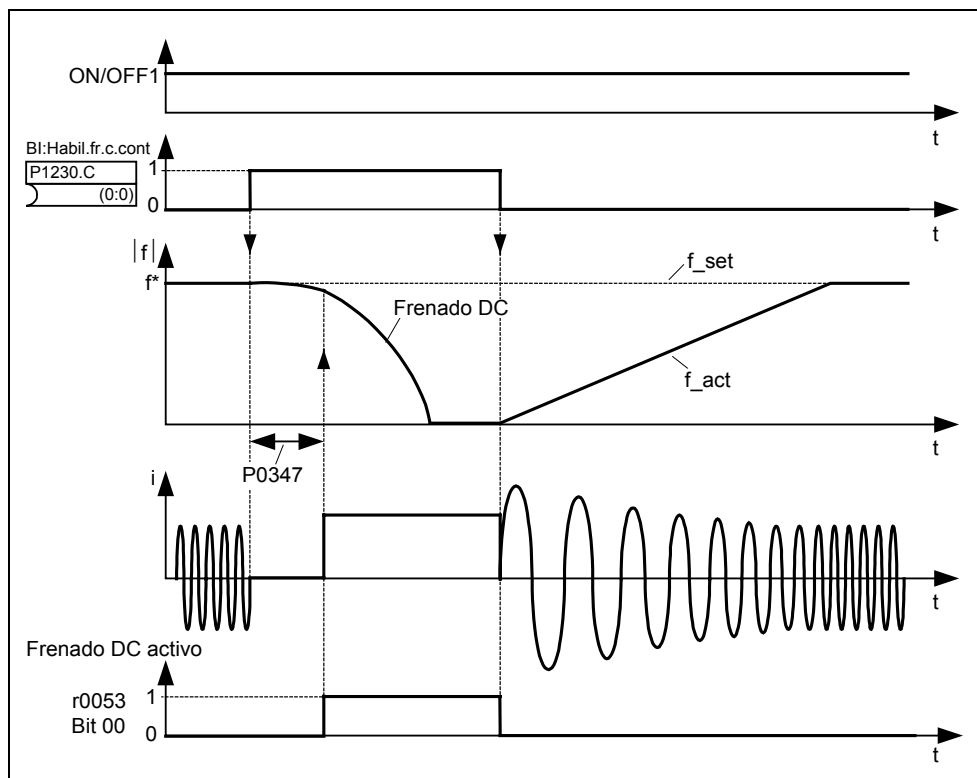 ON/OFF1
t
BI:Habil.fr.c.cont
P1230.C
(0:0)
1
0
t
|f|
f*
f_set
Frenado DC
f_act
t
P0347
i
t
Frenado DC activo
r0053
Bit 00
1
0
t